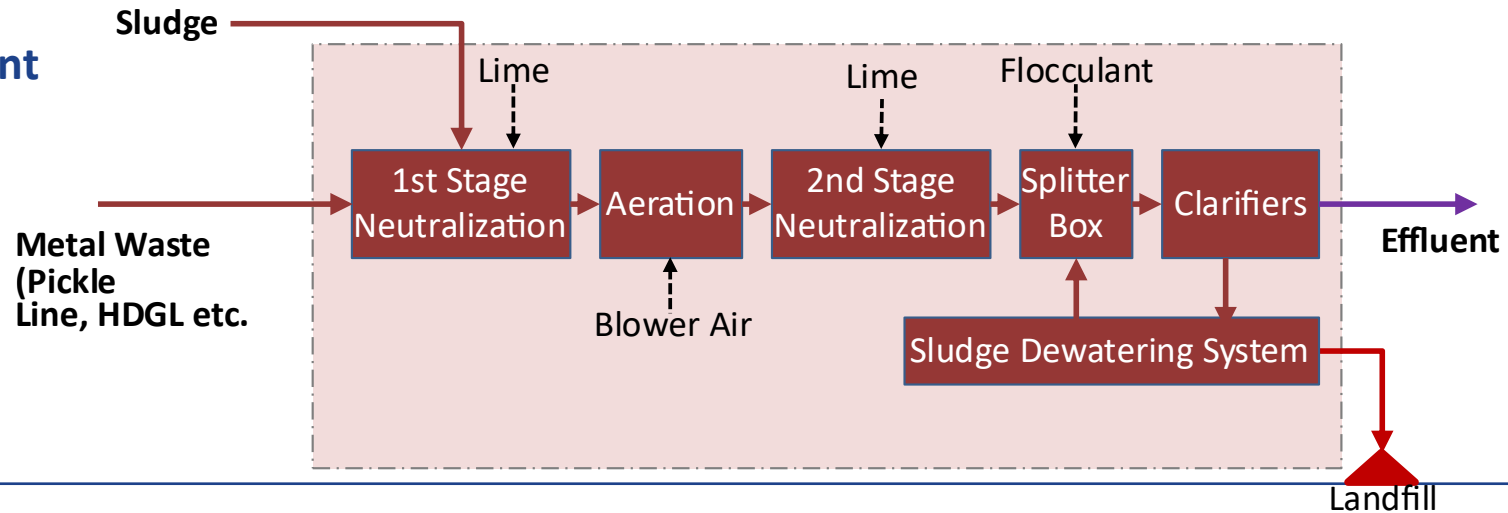 Sludge
nt
Lime
Lime
Flocculant
1st Stage
Neutralization
Aeration
2nd Stage
Neutralization
Splitter
Box
Clarifiers
Metal Waste
(Pickle
Line, HDGL etc.
Effluent
Blower Air
Sludge Dewatering System
Landfill